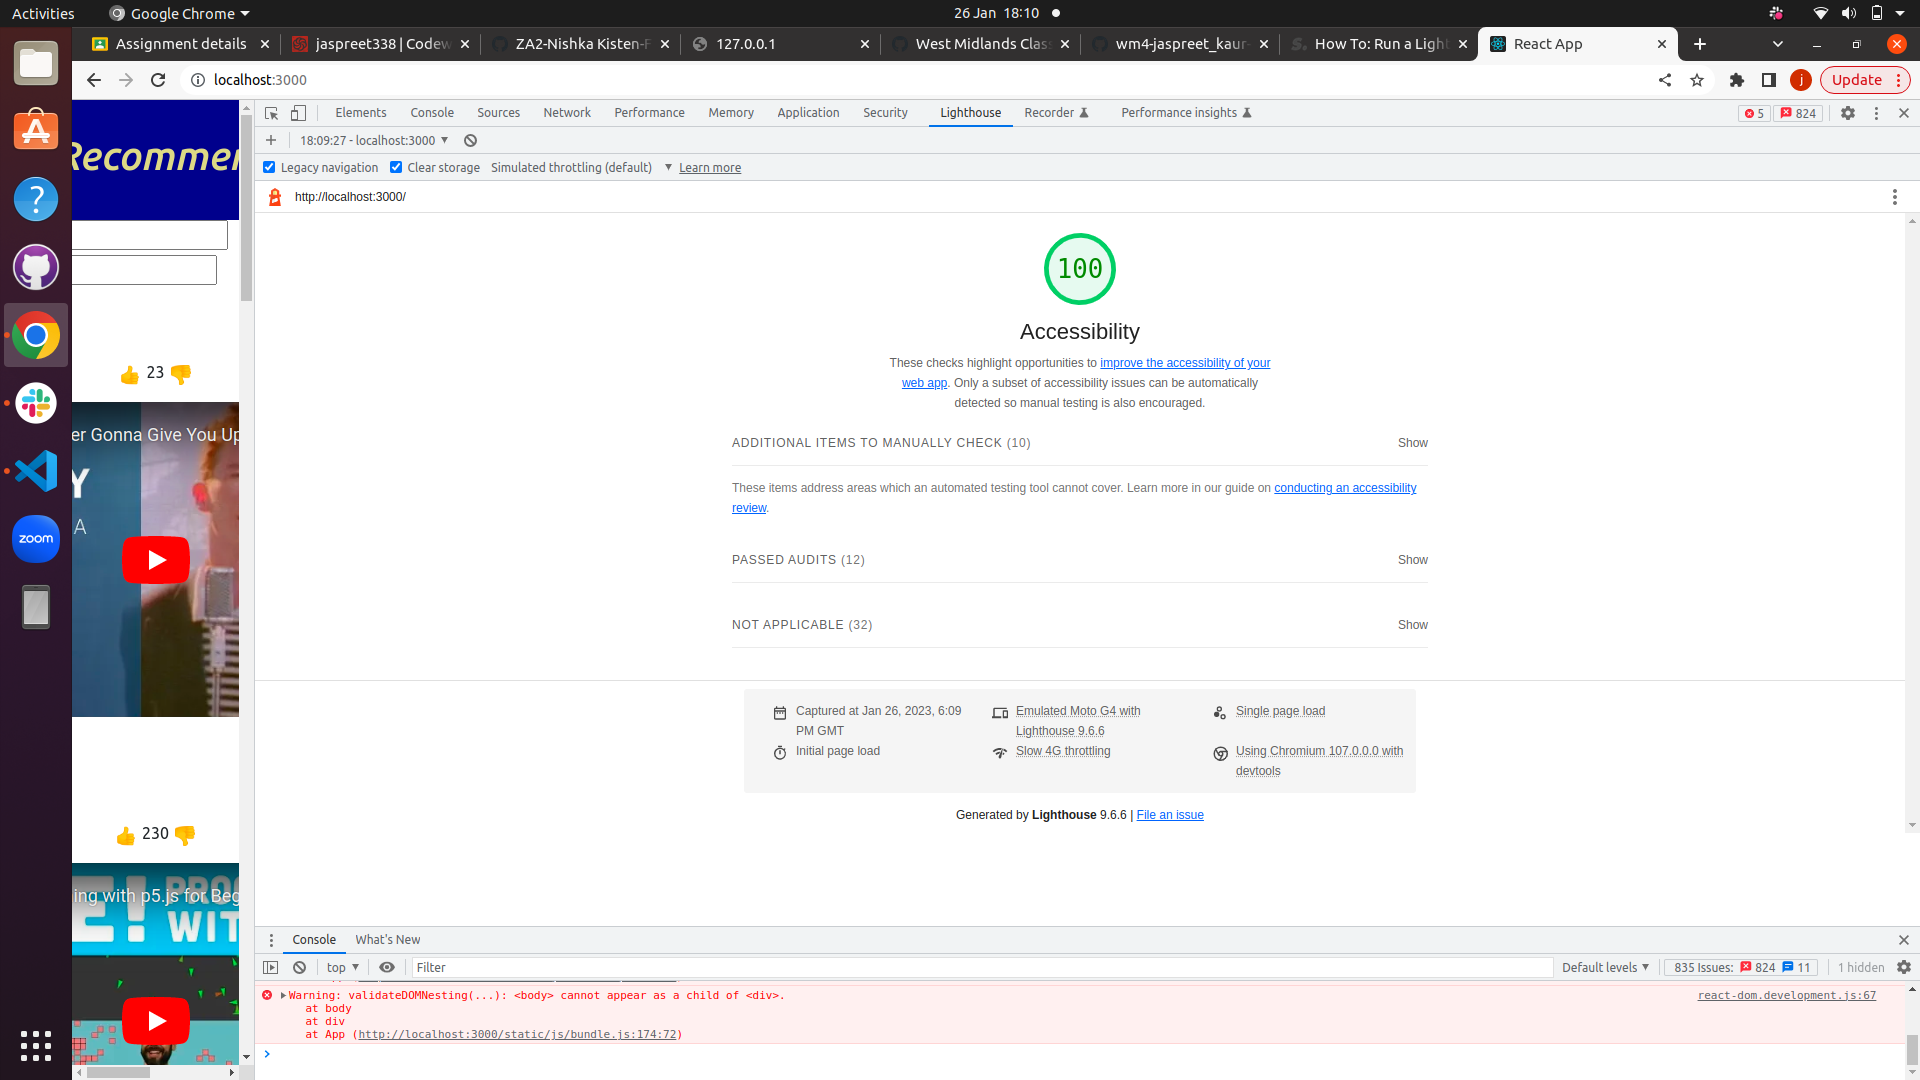 Activities
Google Chrome
26 Jan 18:10
Assignment details
jaspreet338 | Codew
ZA2-Nishka Kisten-F
127.0.0.1
West Midlands Clas
wm4-jaspreet_kaur-
How To: Run a Light
React App
localhost:3000
j
Update
Elements
Console
Sources
Network
Performance
Memory
Application
Security
Lighthouse
Recorder
Performance insights
5
824
18:09:27 - localhost:3000
Legacy navigation
Clear storage
Simulated throttling (default)
Learn more
http://localhost:3000/
Recommen
23
er Gonna Give You Up
Y
A
230
ing with p5.js for Beg
E! PRO
WIT
zoom
100
Accessibility
These checks highlight opportunities to improve the accessibility of your
web app. Only a subset of accessibility issues can be automatically
detected so manual testing is also encouraged.
ADDITIONAL ITEMS TO MANUALLY CHECK (10)
Show
These items address areas which an automated testing tool cannot cover. Learn more in our guide on conducting an accessibility
review.
PASSED AUDITS (12)
Show
NOT APPLICABLE (32)
Show
Captured at Jan 26, 2023, 6:09
PM GMT
Emulated Moto G4 with
Lighthouse 9.6.6
Single page load
Initial page load
Slow 4G throttling
Using Chromium 107.0.0.0 with
devtools
Generated by Lighthouse 9.6.6 | File an issue
Console
What's New
top
Filter
Default levels
835 Issues: 824 11
1 hidden
Warning: validateDOMNesting(...): <body> cannot appear as a child of <div>.
react-dom.development.js:67
at body
at div
at App (http://localhost:3000/static/js/bundle.js:174:72)